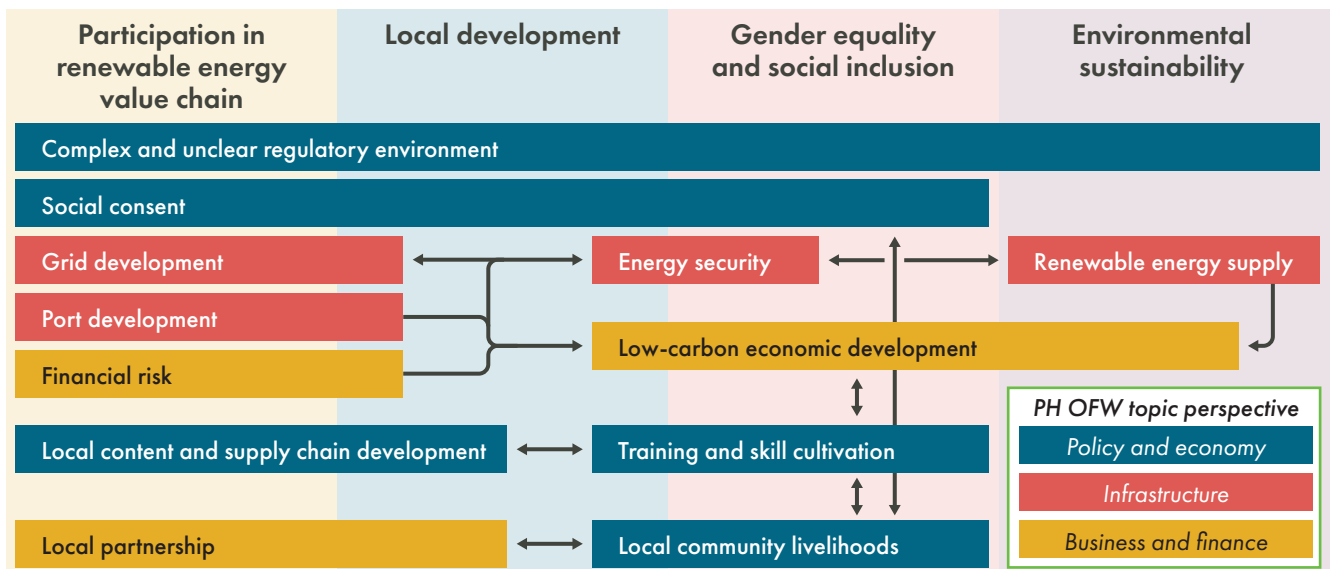 Participation in
renewable energy
value chain
Local development
Gender equality
and social inclusion
Environmental
sustainability
Complex and unclear regulatory environment
Social consent
Grid development
Energy security
Renewable energy supply
Port development
Low-carbon economic development
Financial risk
PH OFW topic perspective
Policy and economy
Infrastructure
Business and finance
Local content and supply chain development
Training and skill cultivation
Local partnership
Local community livelihoods